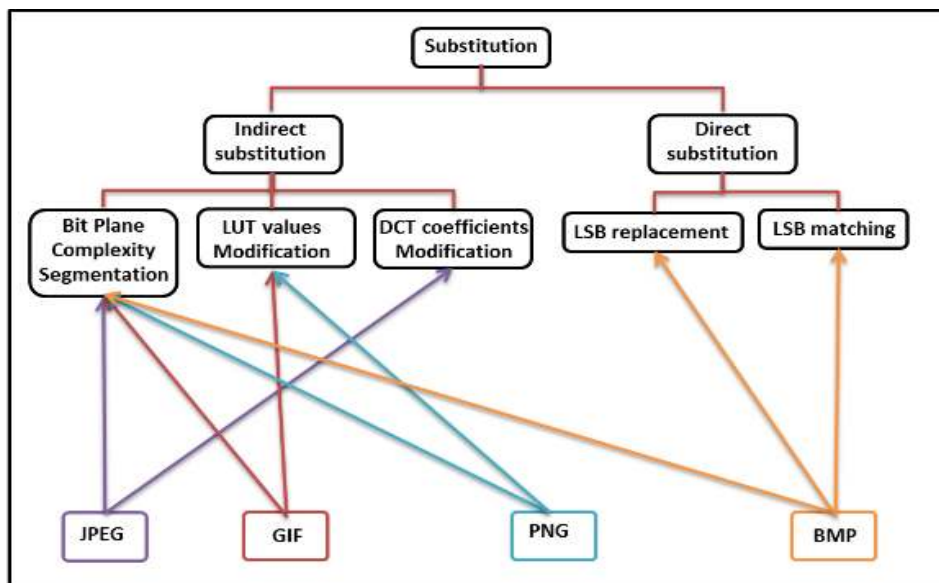 Substitution
Indirect
substitution
Direct
substitution
Bit Plane
Complexity
Segmentation
LUT values
Modification
DCT coefficients
Modification
LSB replacement
LSB matching
JPEG
GIF
PNG
BMP